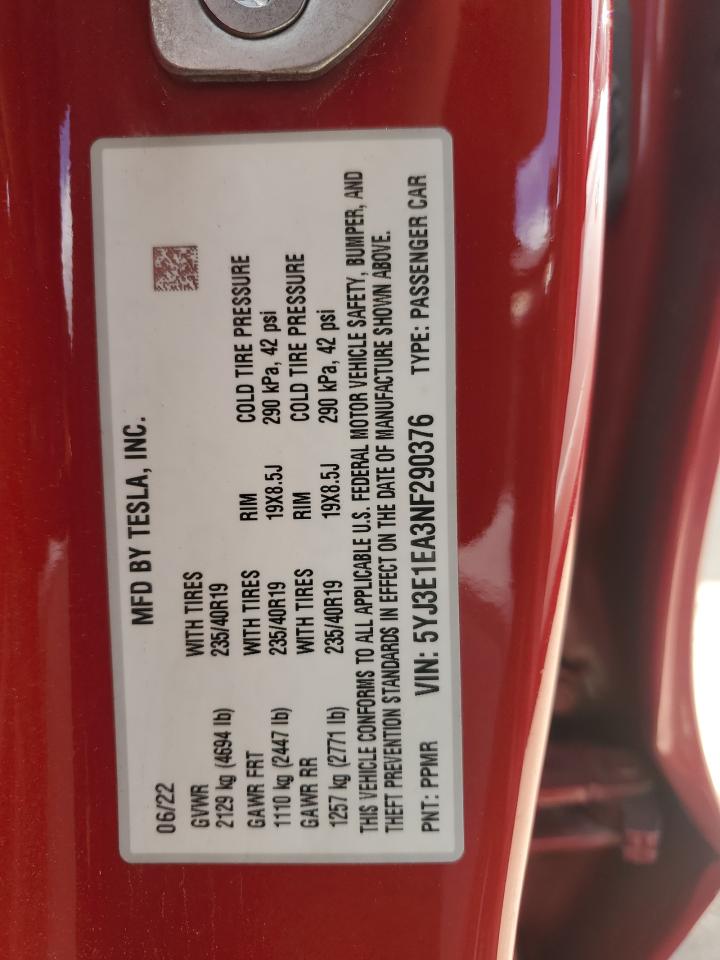 MFD BY TESLA, INC.
06/22
GVWR WITH TIRES
2129 kg (4694 lb) 235/40R19
GAWR FRT WITH TIRES RIM COLD TIRE PRESSURE
1110 kg (2447 lb) 235/40R19 19X8.5J 290 kPa, 42 psi
GAWR RR WITH TIRES RIM COLD TIRE PRESSURE
1257 kg (2771 lb) 235/40R19 19X8.5J 290 kPa, 42 psi
THIS VEHICLE CONFORMS TO ALL APPLICABLE U.S. FEDERAL MOTOR VEHICLE SAFETY, BUMPER, AND
THEFT PREVENTION STANDARDS IN EFFECT ON THE DATE OF MANUFACTURE SHOWN ABOVE.
PNT: PPMR VIN: 5YJ3E1EA3NF290376 TYPE: PASSENGER CAR